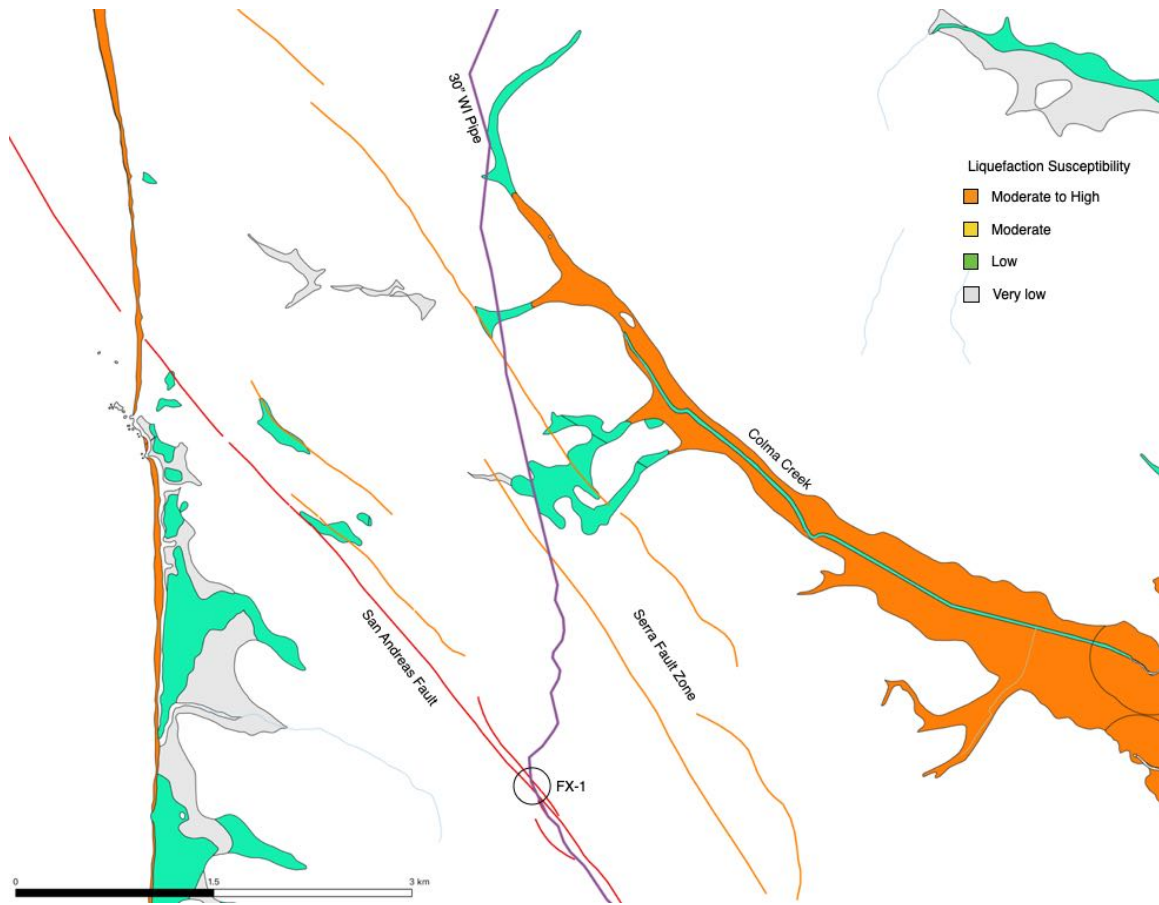 30" WI Pipe
Liquefaction Susceptibility
Moderate to High
Moderate
Low
Very low
Colma Creek
San Andreas Fault
Serra Fault Zone
FX-1
0 1.5 3 km